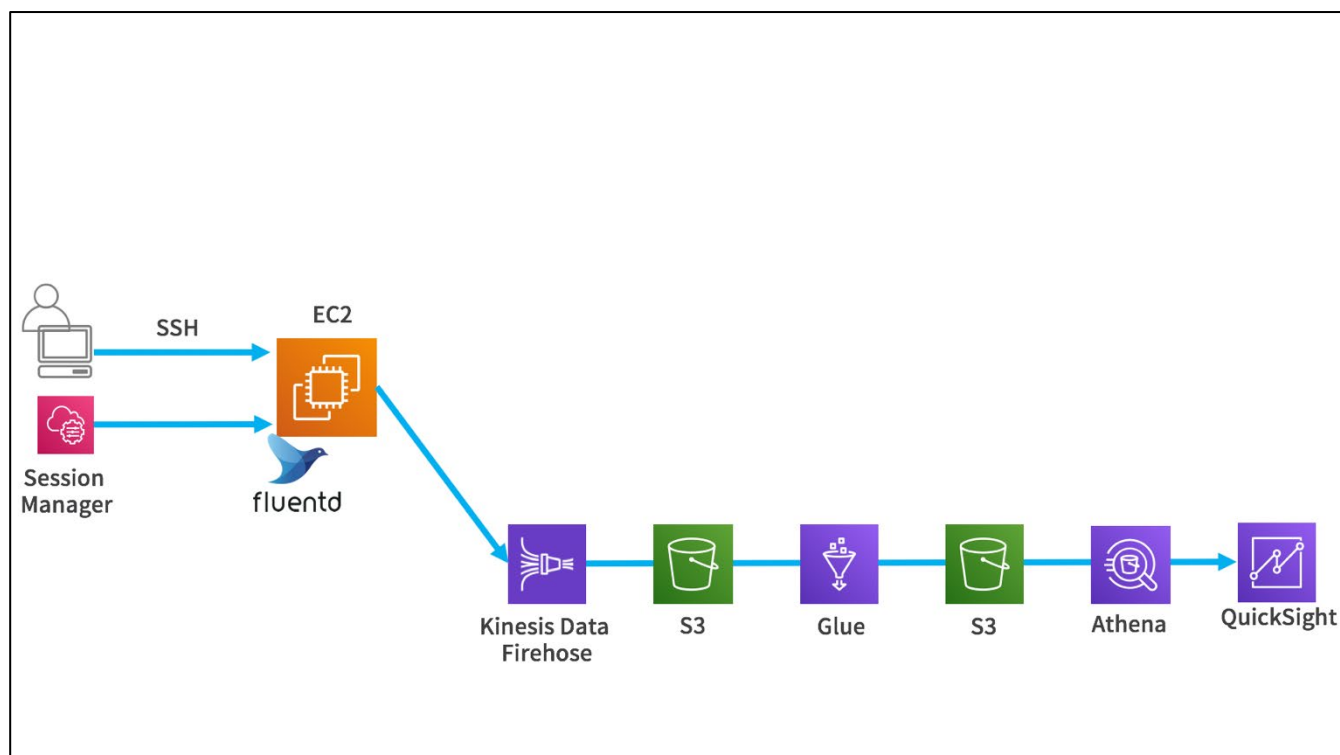 SSH
EC2
Session
Manager
fluentd
Kinesis Data
Firehose
S3
Glue
S3
Athena
QuickSight